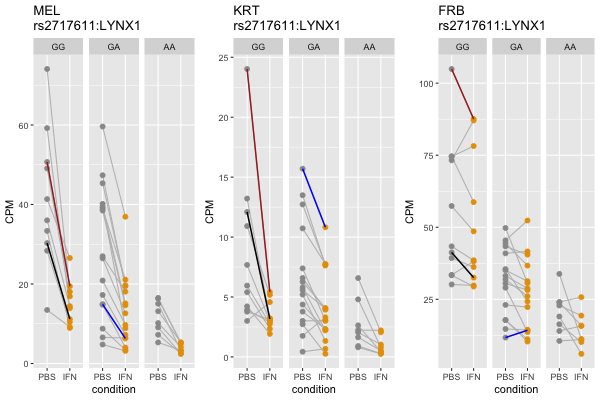 MEL
rs2717611:LYNX1
GG GA AA
CPM
60
40
20
0
PBS IFN PBS IFN PBS IFN
condition
KRT
rs2717611:LYNX1
GG GA AA
CPM
25
20
15
10
5
0
PBS IFN PBS IFN PBS IFN
condition
FRB
rs2717611:LYNX1
GG GA AA
CPM
100
75
50
25
PBS IFN PBS IFN PBS IFN
condition